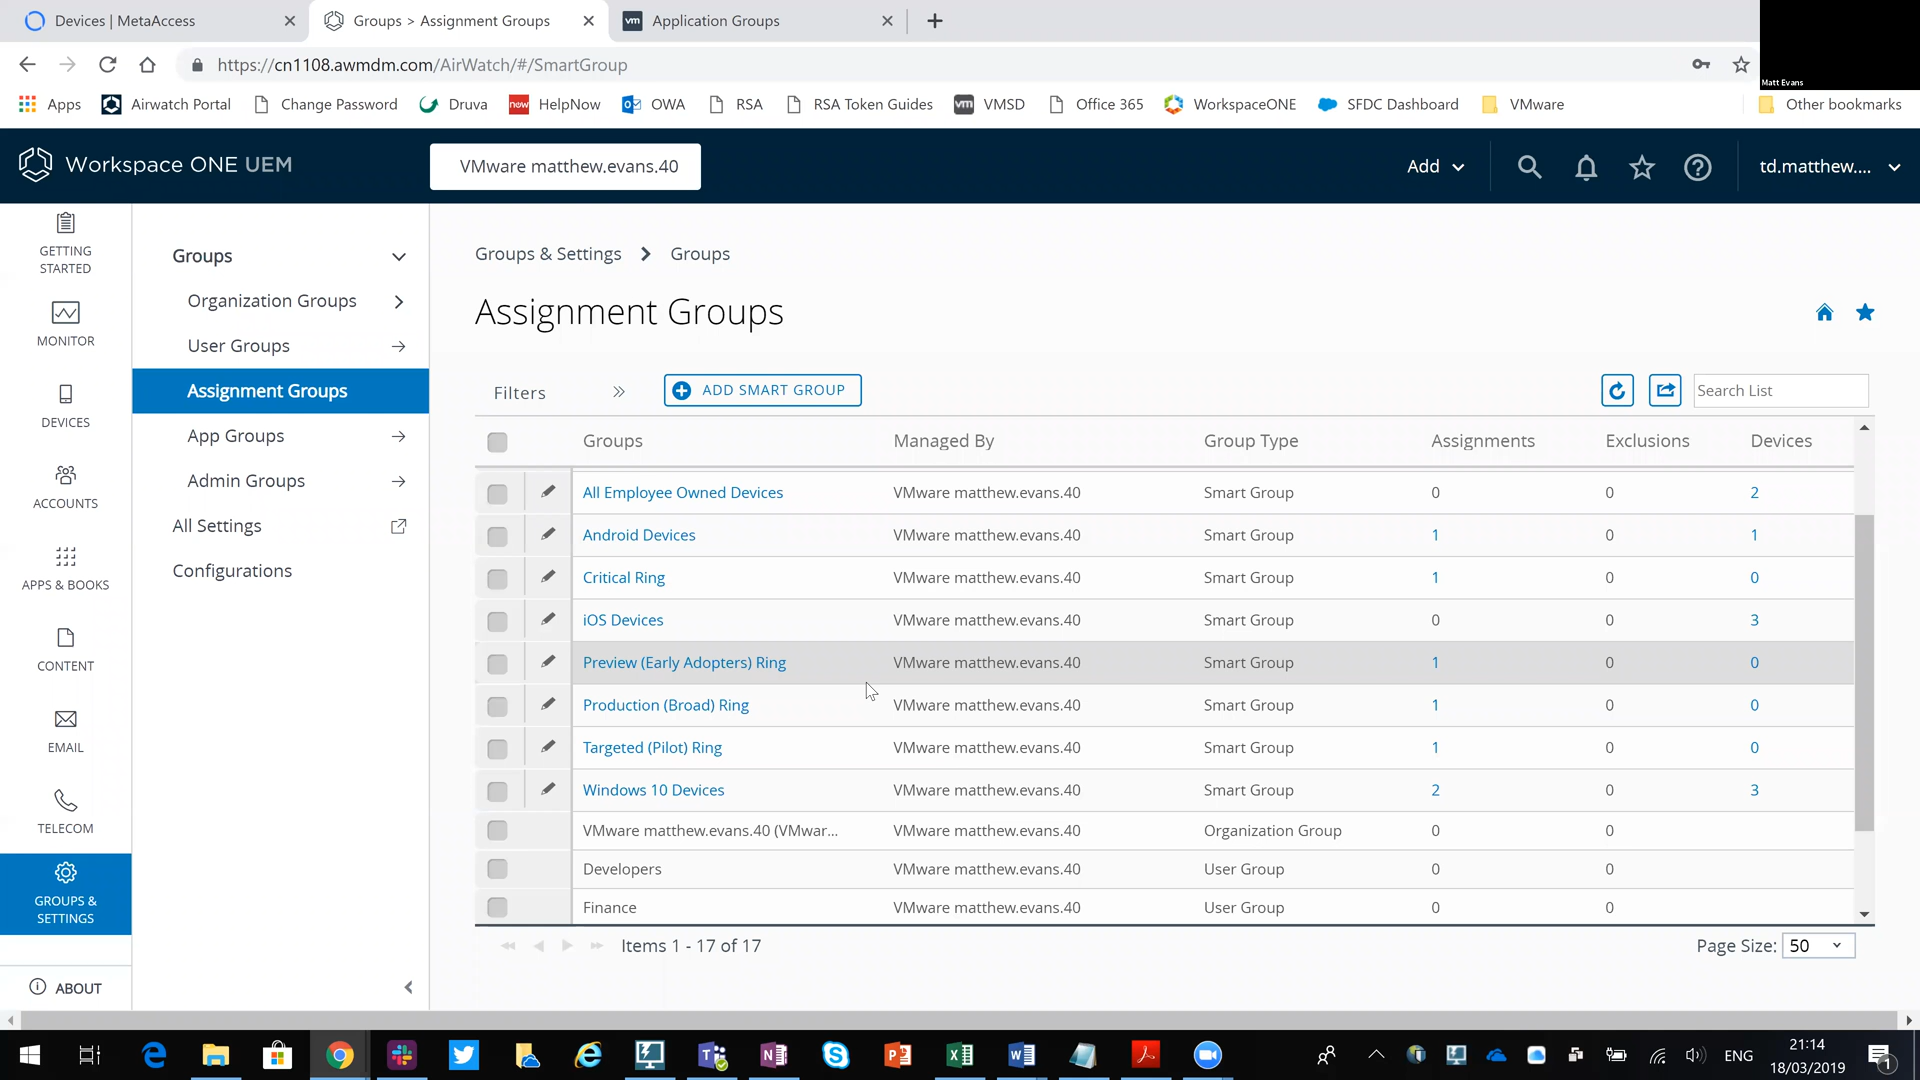 Devices | MetaAccess
Groups > Assignment Groups
vm
Application Groups
https://cn1108.awmdm.com/AirWatch/#/SmartGroup
Matt Evans
Apps
Airwatch Portal
Change Password
Druva
now
HelpNow
OWA
RSA
RSA Token Guides
vm
VMSD
Office 365
WorkspaceONE
SFDC Dashboard
VMware
Other bookmarks
Workspace ONE UEM
VMware matthew.evans.40
Add
td.matthew....
GETTING
STARTED
MONITOR
DEVICES
ACCOUNTS
APPS & BOOKS
CONTENT
EMAIL
TELECOM
GROUPS &
SETTINGS
ABOUT
Groups
Organization Groups
User Groups
Assignment Groups
App Groups
Admin Groups
All Settings
Configurations
Groups & Settings > Groups
Assignment Groups
Filters
ADD SMART GROUP
Search List
Groups Managed By Group Type Assignments Exclusions Devices
All Employee Owned Devices VMware matthew.evans.40 Smart Group 0 0 2
Android Devices VMware matthew.evans.40 Smart Group 1 0 1
Critical Ring VMware matthew.evans.40 Smart Group 1 0 0
iOS Devices VMware matthew.evans.40 Smart Group 0 0 3
Preview (Early Adopters) Ring VMware matthew.evans.40 Smart Group 1 0 0
Production (Broad) Ring VMware matthew.evans.40 Smart Group 1 0 0
Targeted (Pilot) Ring VMware matthew.evans.40 Smart Group 1 0 0
Windows 10 Devices VMware matthew.evans.40 Smart Group 2 0 3
VMware matthew.evans.40 (VMwar... VMware matthew.evans.40 Organization Group 0 0
Developers VMware matthew.evans.40 User Group 0 0
Finance VMware matthew.evans.40 User Group 0 0
Items 1 - 17 of 17
Page Size: 50
ENG
21:14
18/03/2019
1